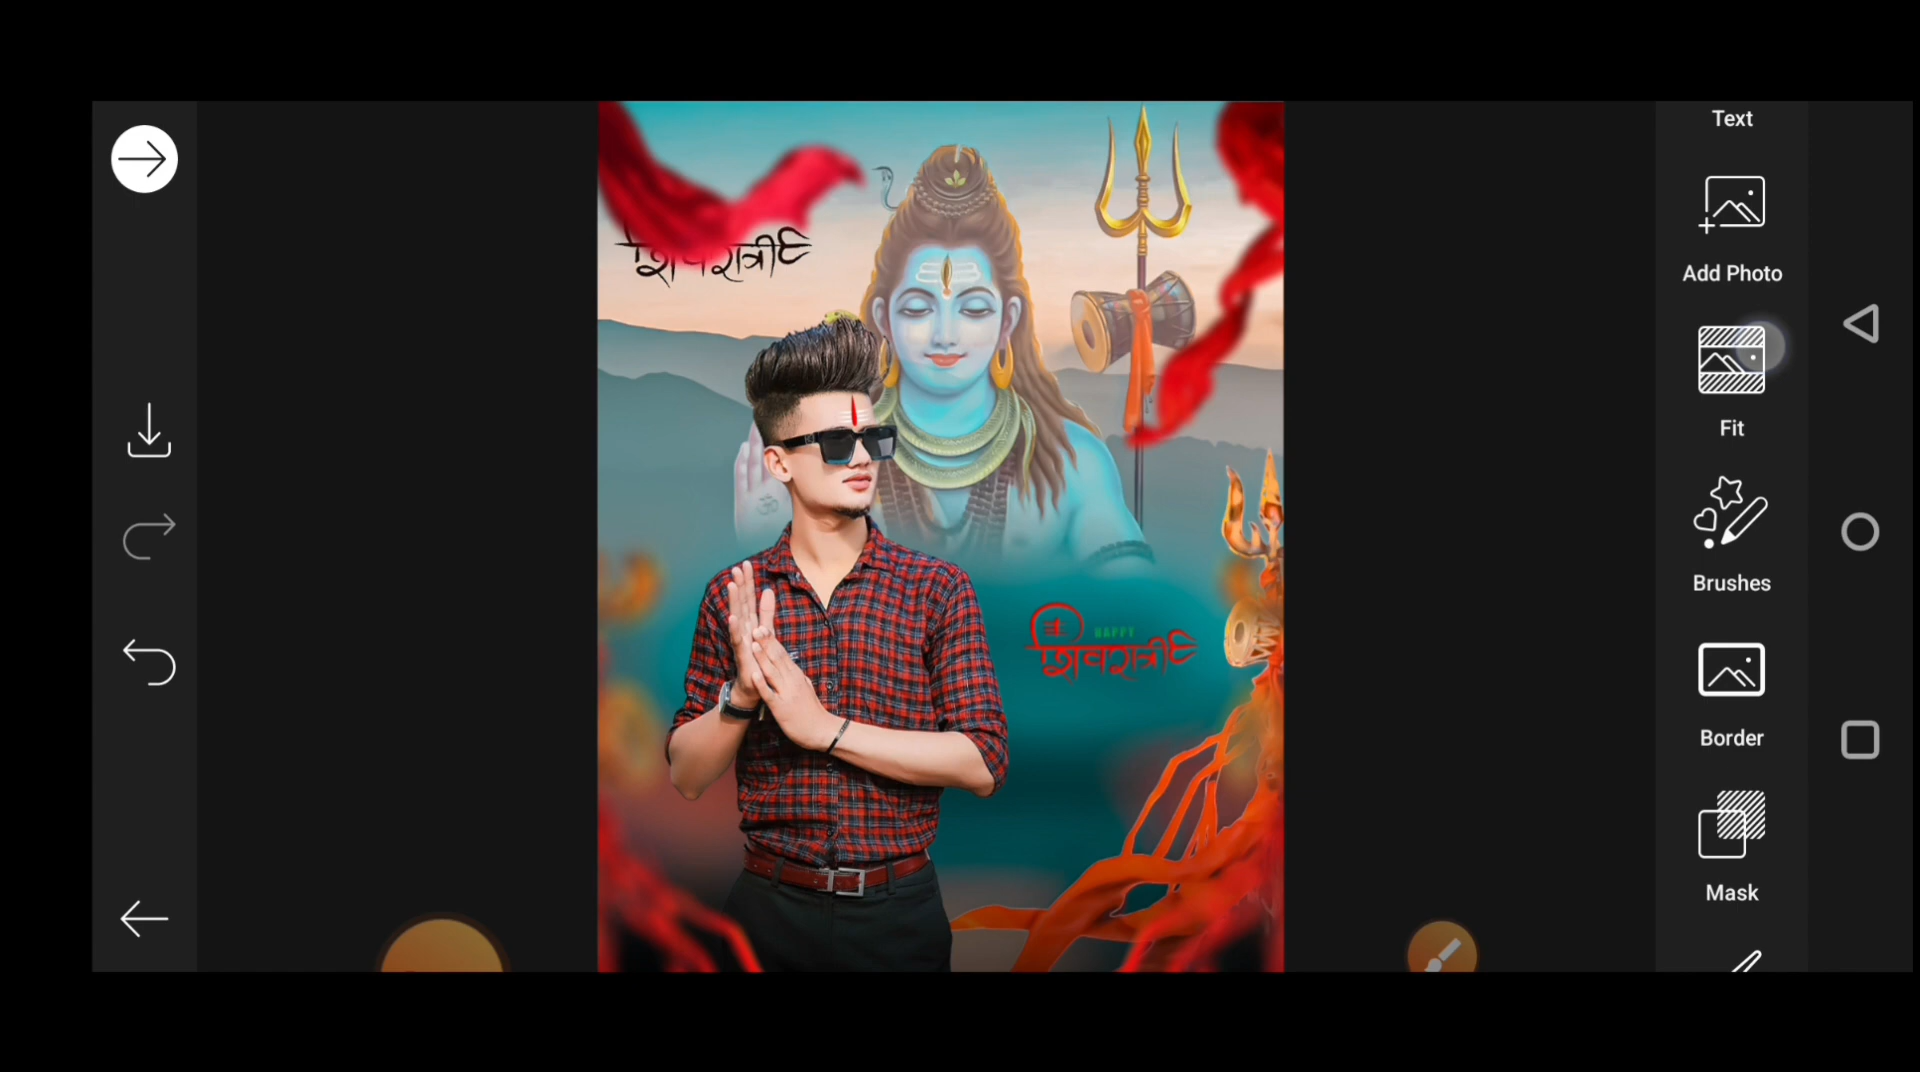 Text
Add Photo
Fit
Brushes
Border
Mask
शिवरात्री
HAPPY
शिवरात्री